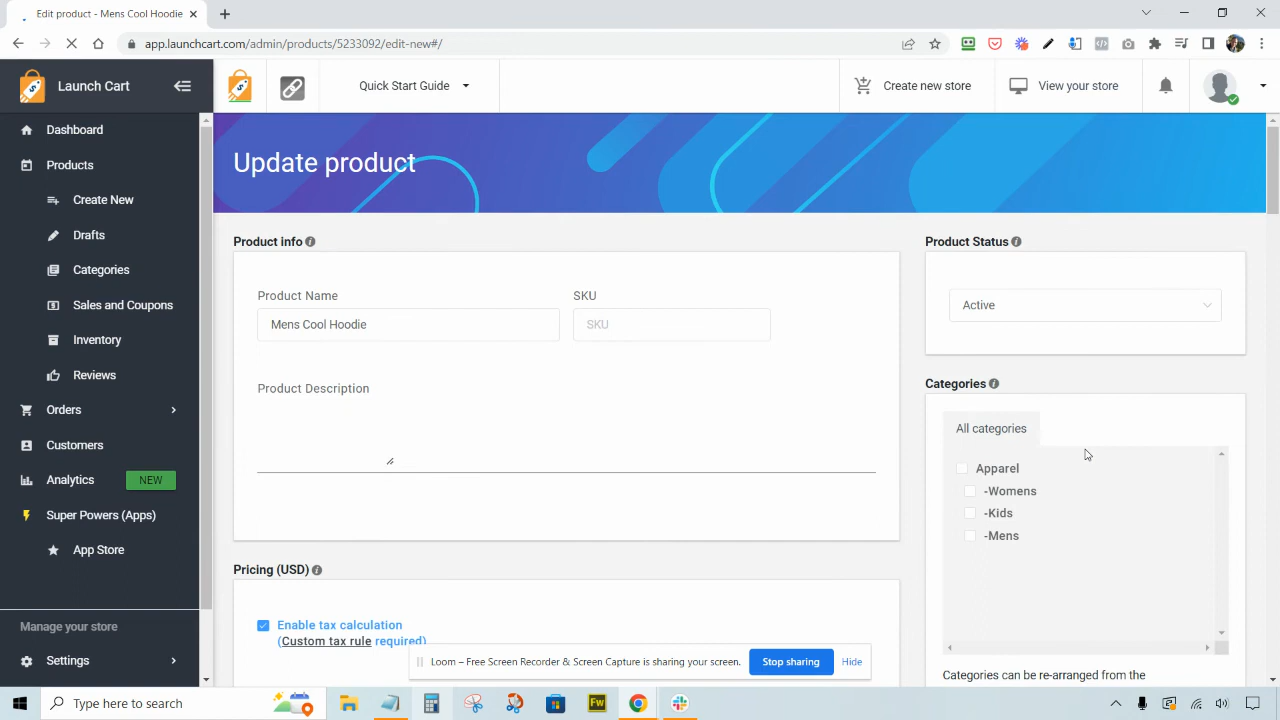 Edit product - Mens Cool Hoodie
app.launchcart.com/admin/products/5233092/edit-new#/
Launch Cart
Quick Start Guide
Create new store
View your store
Dashboard
Products
Create New
Drafts
Categories
Sales and Coupons
Inventory
Reviews
Orders
Customers
Analytics
NEW
Super Powers (Apps)
App Store
Manage your store
Settings
Update product
Product info
Product Name
SKU
Mens Cool Hoodie
SKU
Product Description
Pricing (USD)
Enable tax calculation
(Custom tax rule required)
Product Status
Active
Categories
All categories
Apparel
-Womens
-Kids
-Mens
Categories can be re-arranged from the
Loom – Free Screen Recorder & Screen Capture is sharing your screen.
Stop sharing
Hide
Type here to search
Fw